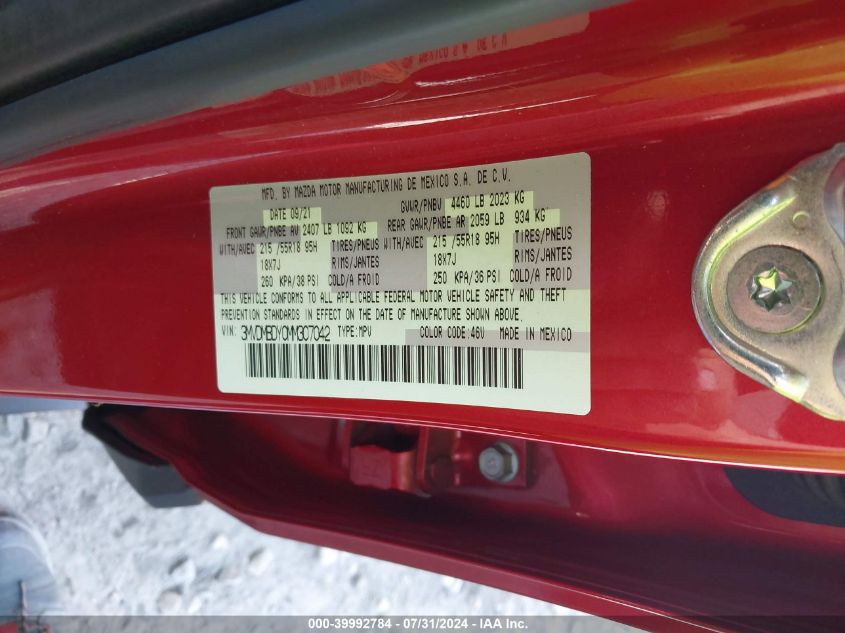 MFD. BY MAZDA MOTOR MANUFACTURING DE MEXICO S.A. DE C.V.
DATE 09/21 GVWR/PNBV 4460 LB 2023 KG
FRONT GAWR/PNBE AV 2407 LB 1092 KG REAR GAWR/PNBE AR 2059 LB 934 KG
WITH/AVEC 215 /55R18 95H TIRES/PNEUS WITH/AVEC 215 /55R18 95H TIRES/PNEUS
18X7J RIMS/JANTES 18X7J RIMS/JANTES
260 KPA/38 PSI COLD/A FROID 250 KPA/36 PSI COLD/A FROID
THIS VEHICLE CONFORMS TO ALL APPLICABLE FEDERAL MOTOR VEHICLE SAFETY AND THEFT
PREVENTION STANDARDS IN EFFECT ON THE DATE OF MANUFACTURE SHOWN ABOVE.
VIN: 3MVDMBDY0MM307042 TYPE:MPV COLOR CODE:46V MADE IN MEXICO
000-39992784 / 07/31/2024 - IAA Inc.